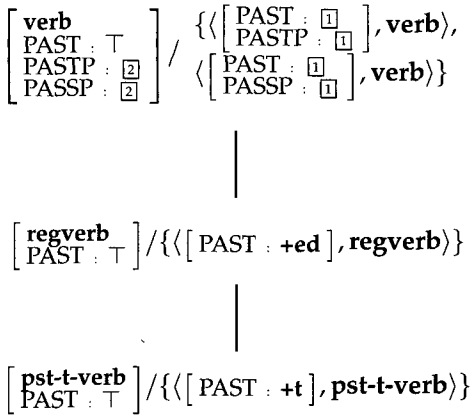 [ verb
PAST : ⊤
PASTP : [2]
PASSP : [2] ] /
{⟨[ PAST : [1]
PASTP : [1] ], verb⟩,
⟨[ PAST : [1]
PASSP : [1] ], verb⟩}
[ regverb
PAST : ⊤ ]/{⟨[ PAST : +ed ], regverb⟩}
[ pst-t-verb
PAST : ⊤ ]/{⟨[ PAST : +t ], pst-t-verb⟩}